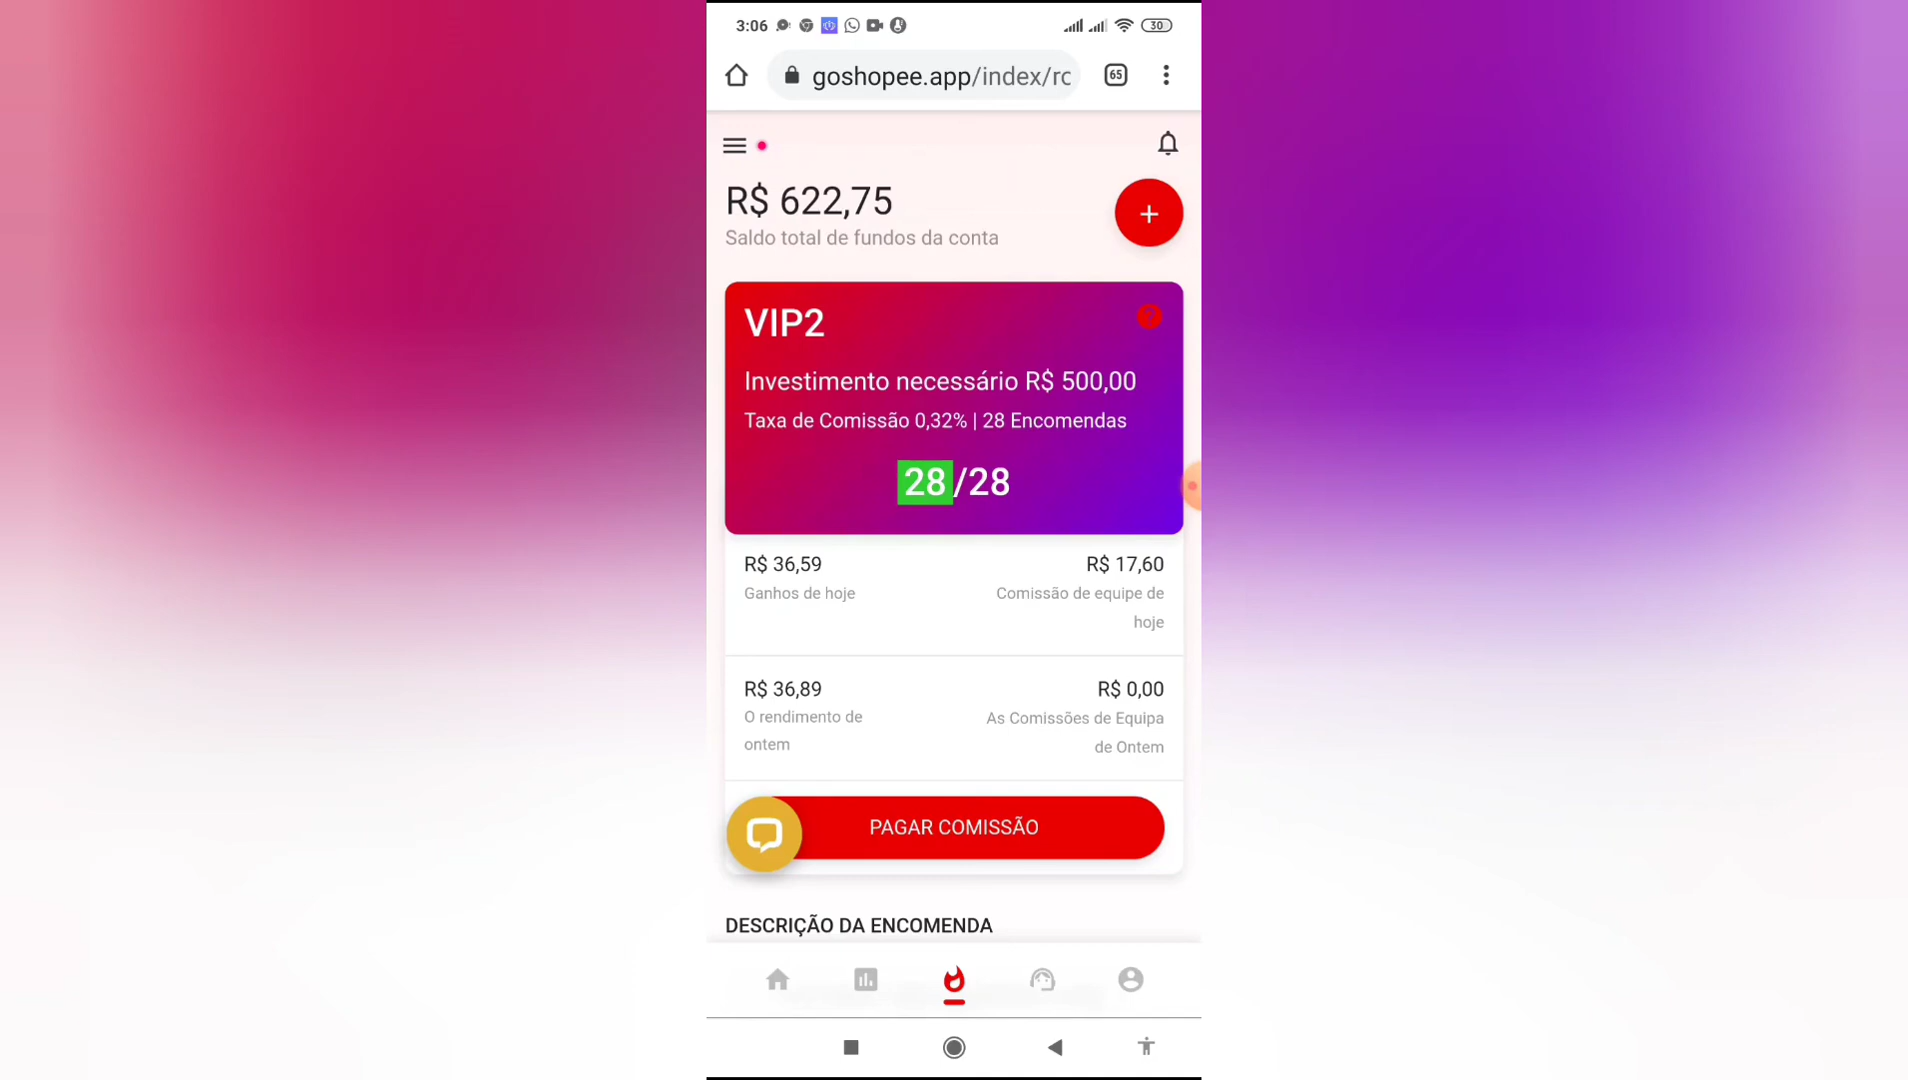 3:06
30
goshopee.app/index/rc
65
R$ 622,75
Saldo total de fundos da conta
+
VIP2
?
Investimento necessário R$ 500,00
Taxa de Comissão 0,32% | 28 Encomendas
28/28
R$ 36,59
Ganhos de hoje
R$ 17,60
Comissão de equipe de
hoje
R$ 36,89
O rendimento de
ontem
R$ 0,00
As Comissões de Equipa
de Ontem
PAGAR COMISSÃO
DESCRIÇÃO DA ENCOMENDA